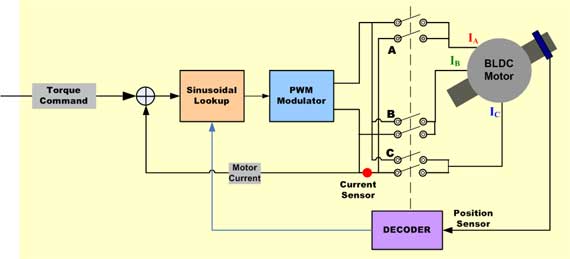 Torque
Command
Sinusoidal
Lookup
PWM
Modulator
A
B
C
I_A
I_B
I_C
BLDC
Motor
Motor
Current
Current
Sensor
DECODER
Position
Sensor